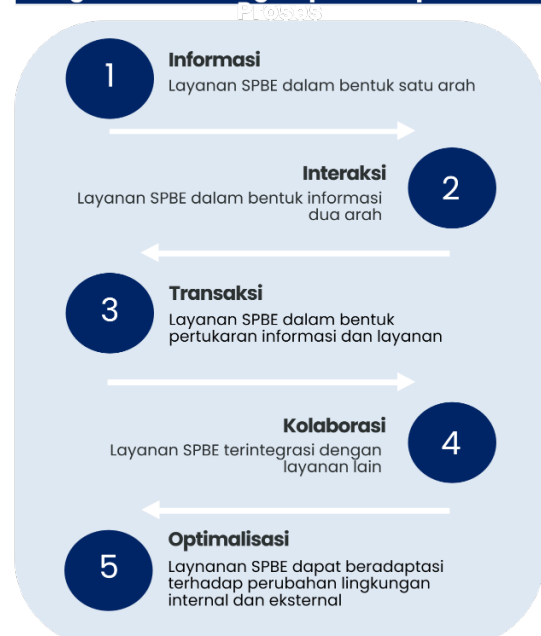 Proses
1
Informasi
Layanan SPBE dalam bentuk satu arah
Interaksi
2
Layanan SPBE dalam bentuk informasi
dua arah
3
Transaksi
Layanan SPBE dalam bentuk
pertukaran informasi dan layanan
Kolaborasi
4
Layanan SPBE terintegrasi dengan
layanan lain
5
Optimalisasi
Laynanan SPBE dapat beradaptasi
terhadap perubahan lingkungan
internal dan eksternal